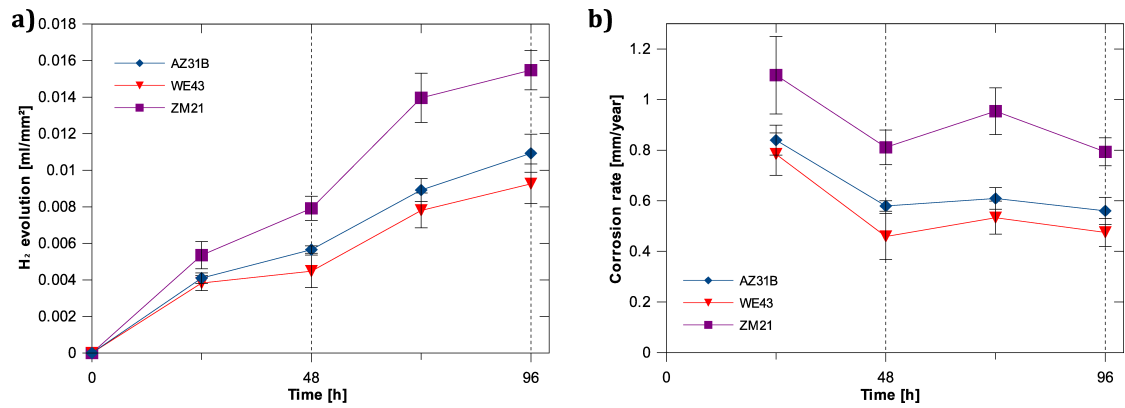 a)
H₂ evolution [ml/mm²]
0.018
0.016
0.014
0.012
0.01
0.008
0.006
0.004
0.002
0
AZ31B
WE43
ZM21
0
48
96
Time [h]
b)
Corrosion rate [mm/year]
1.2
1
0.8
0.6
0.4
0.2
0
AZ31B
WE43
ZM21
0
48
96
Time [h]